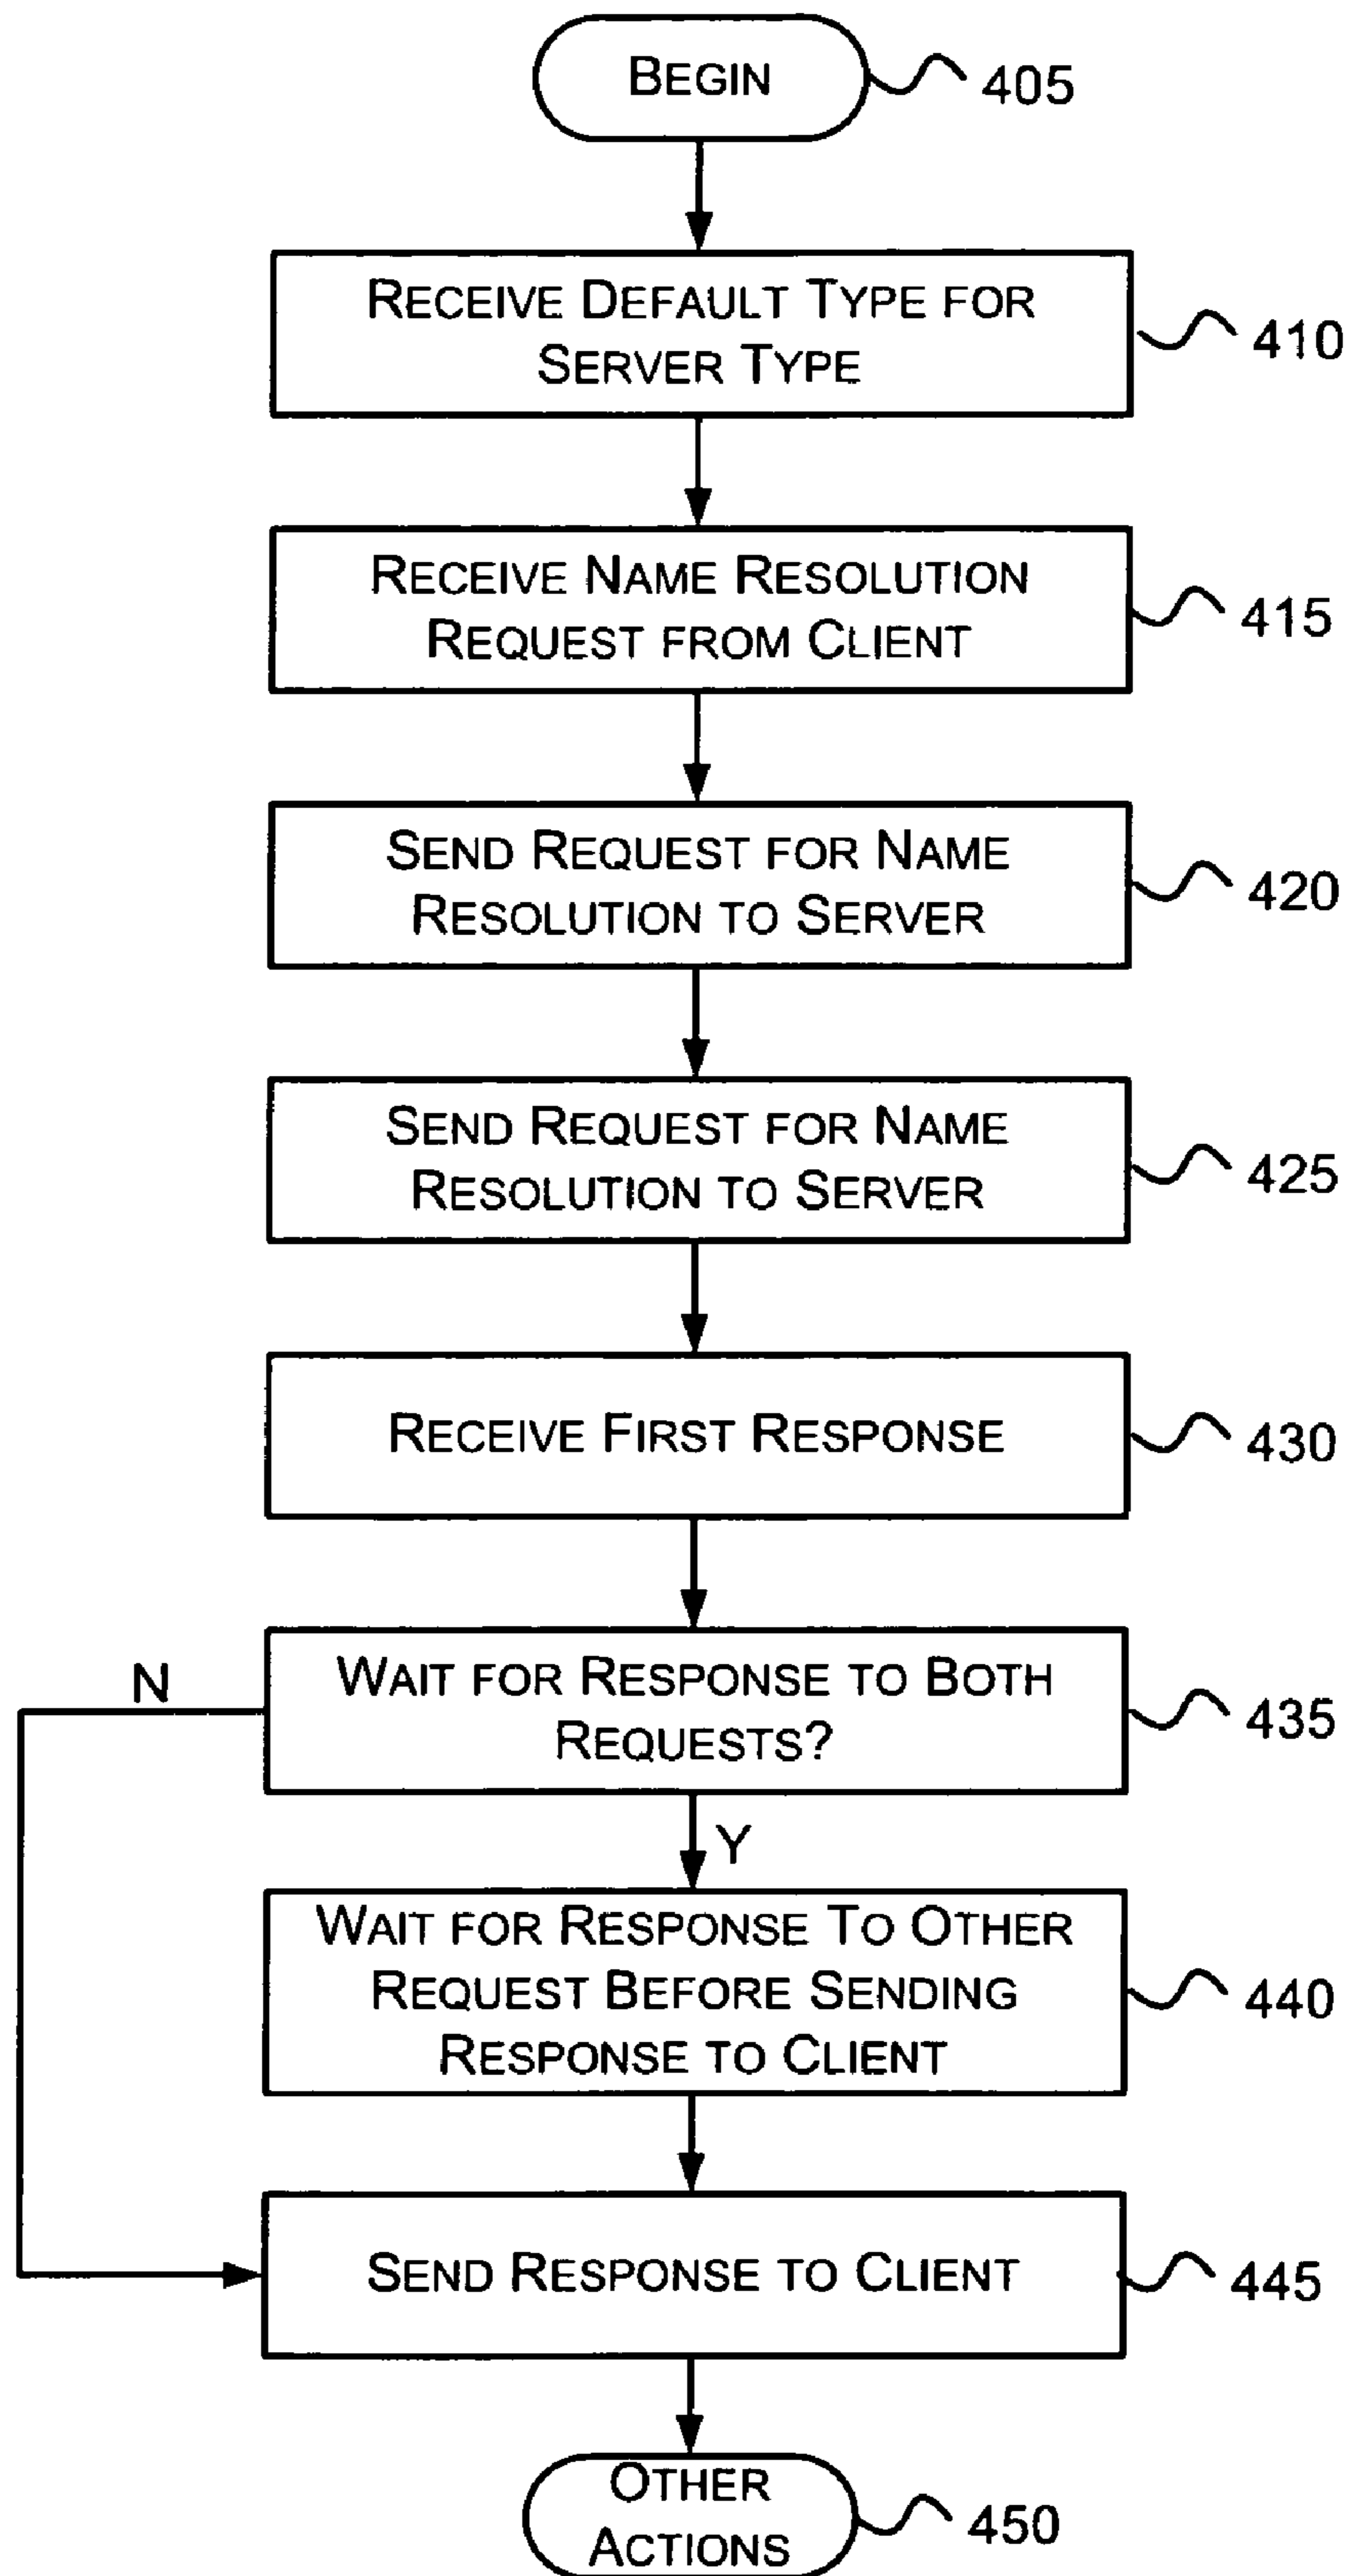 BEGIN
405
RECEIVE DEFAULT TYPE FOR
SERVER TYPE
410
RECEIVE NAME RESOLUTION
REQUEST FROM CLIENT
415
SEND REQUEST FOR NAME
RESOLUTION TO SERVER
420
SEND REQUEST FOR NAME
RESOLUTION TO SERVER
425
RECEIVE FIRST RESPONSE
430
N
WAIT FOR RESPONSE TO BOTH
REQUESTS?
435
Y
WAIT FOR RESPONSE TO OTHER
REQUEST BEFORE SENDING
RESPONSE TO CLIENT
440
SEND RESPONSE TO CLIENT
445
OTHER
ACTIONS
450